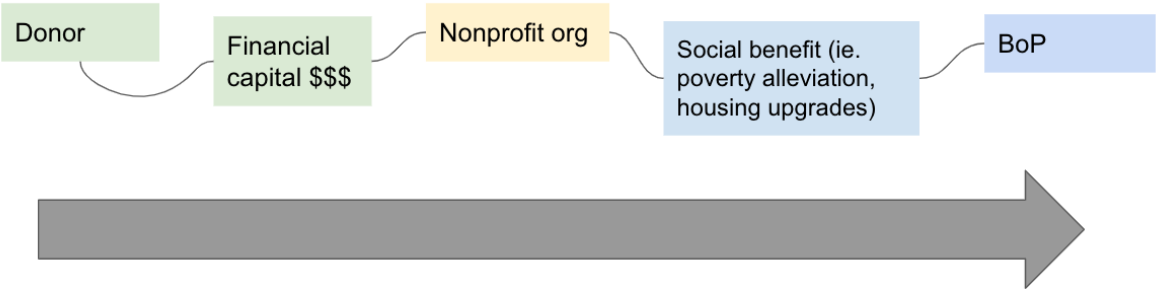 Donor
Financial
capital $$$
Nonprofit org
Social benefit (ie.
poverty alleviation,
housing upgrades)
BoP